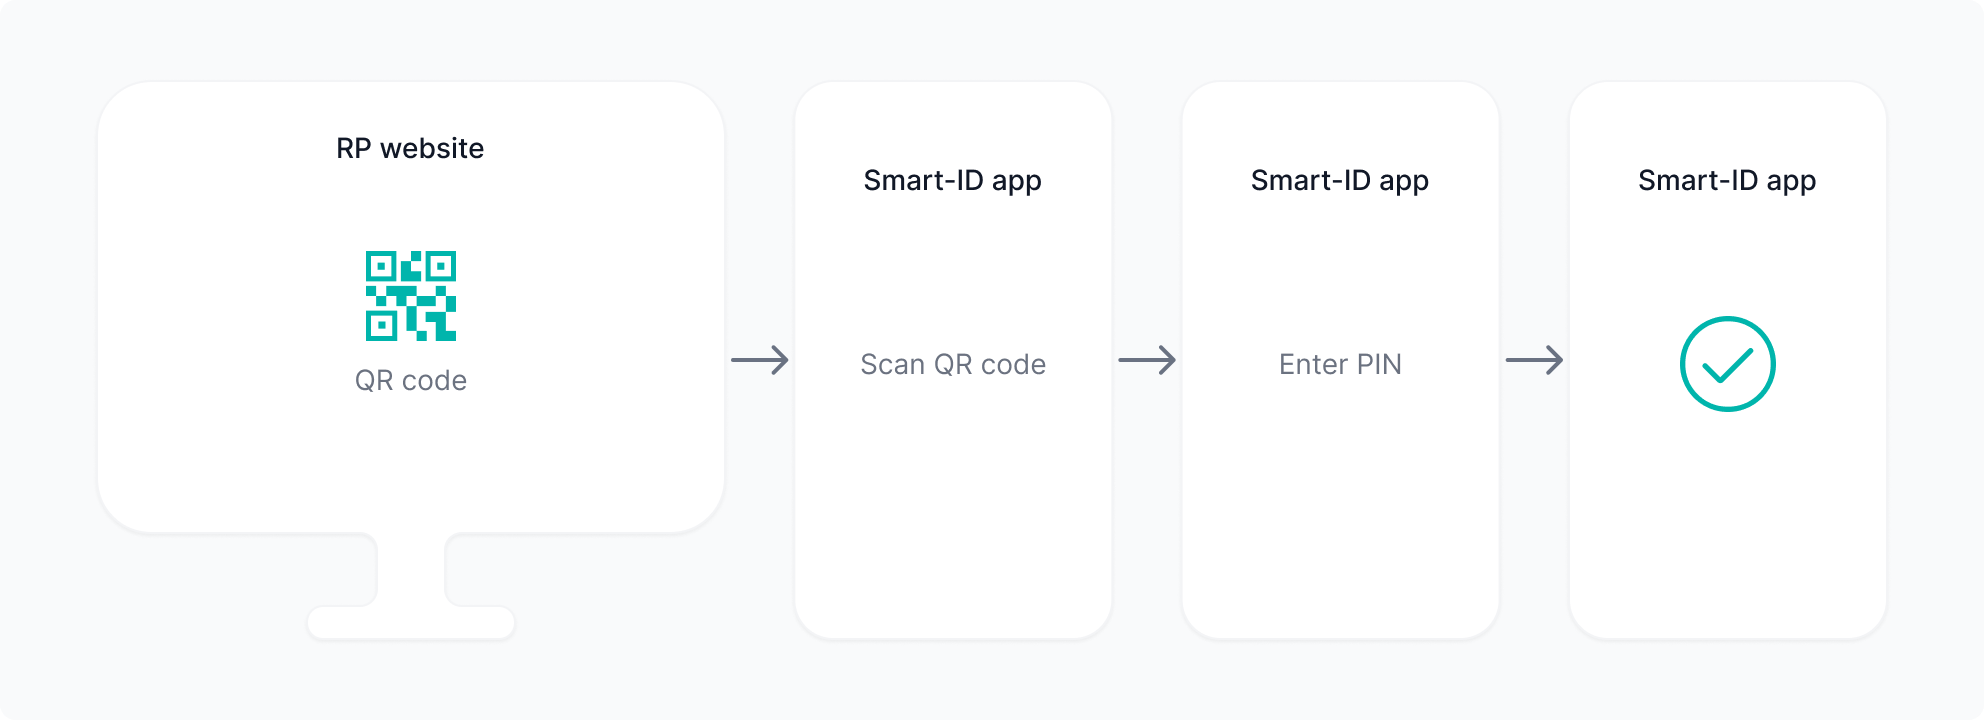 RP website
QR code
Smart-ID app
Scan QR code
Smart-ID app
Enter PIN
Smart-ID app